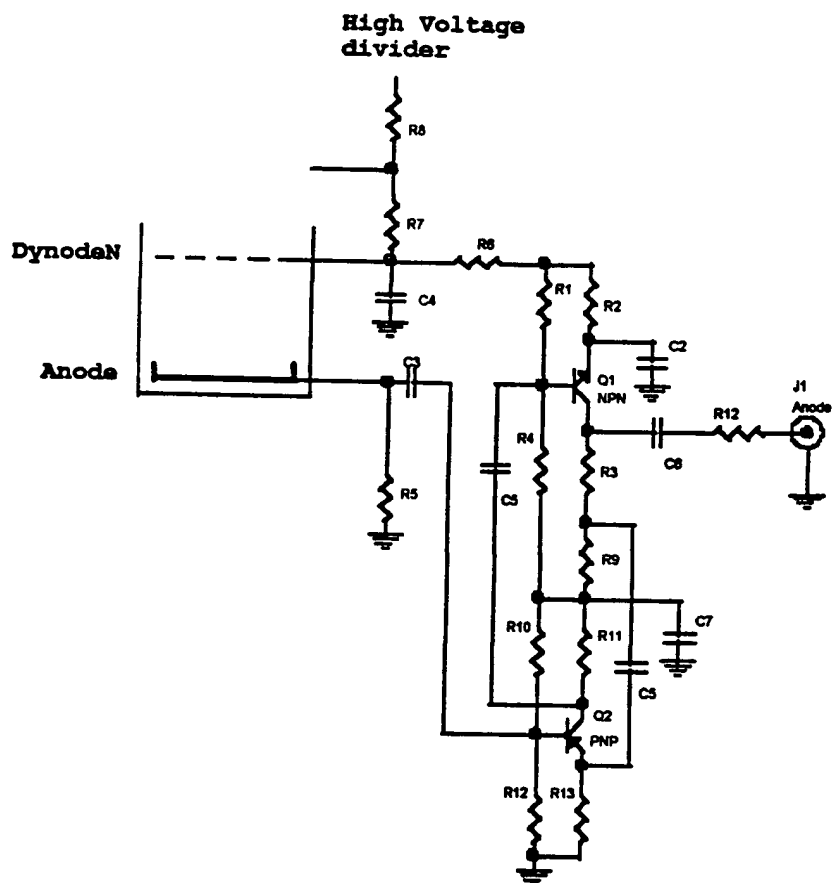 High Voltage
divider
R8
R7
DynodeN
R6
R1
R2
C4
C2
Anode
C3
Q1
NPN
J1
Anode
R12
R4
C6
R3
R5
C5
R9
R10
R11
C7
C5
Q2
PNP
R12
R13